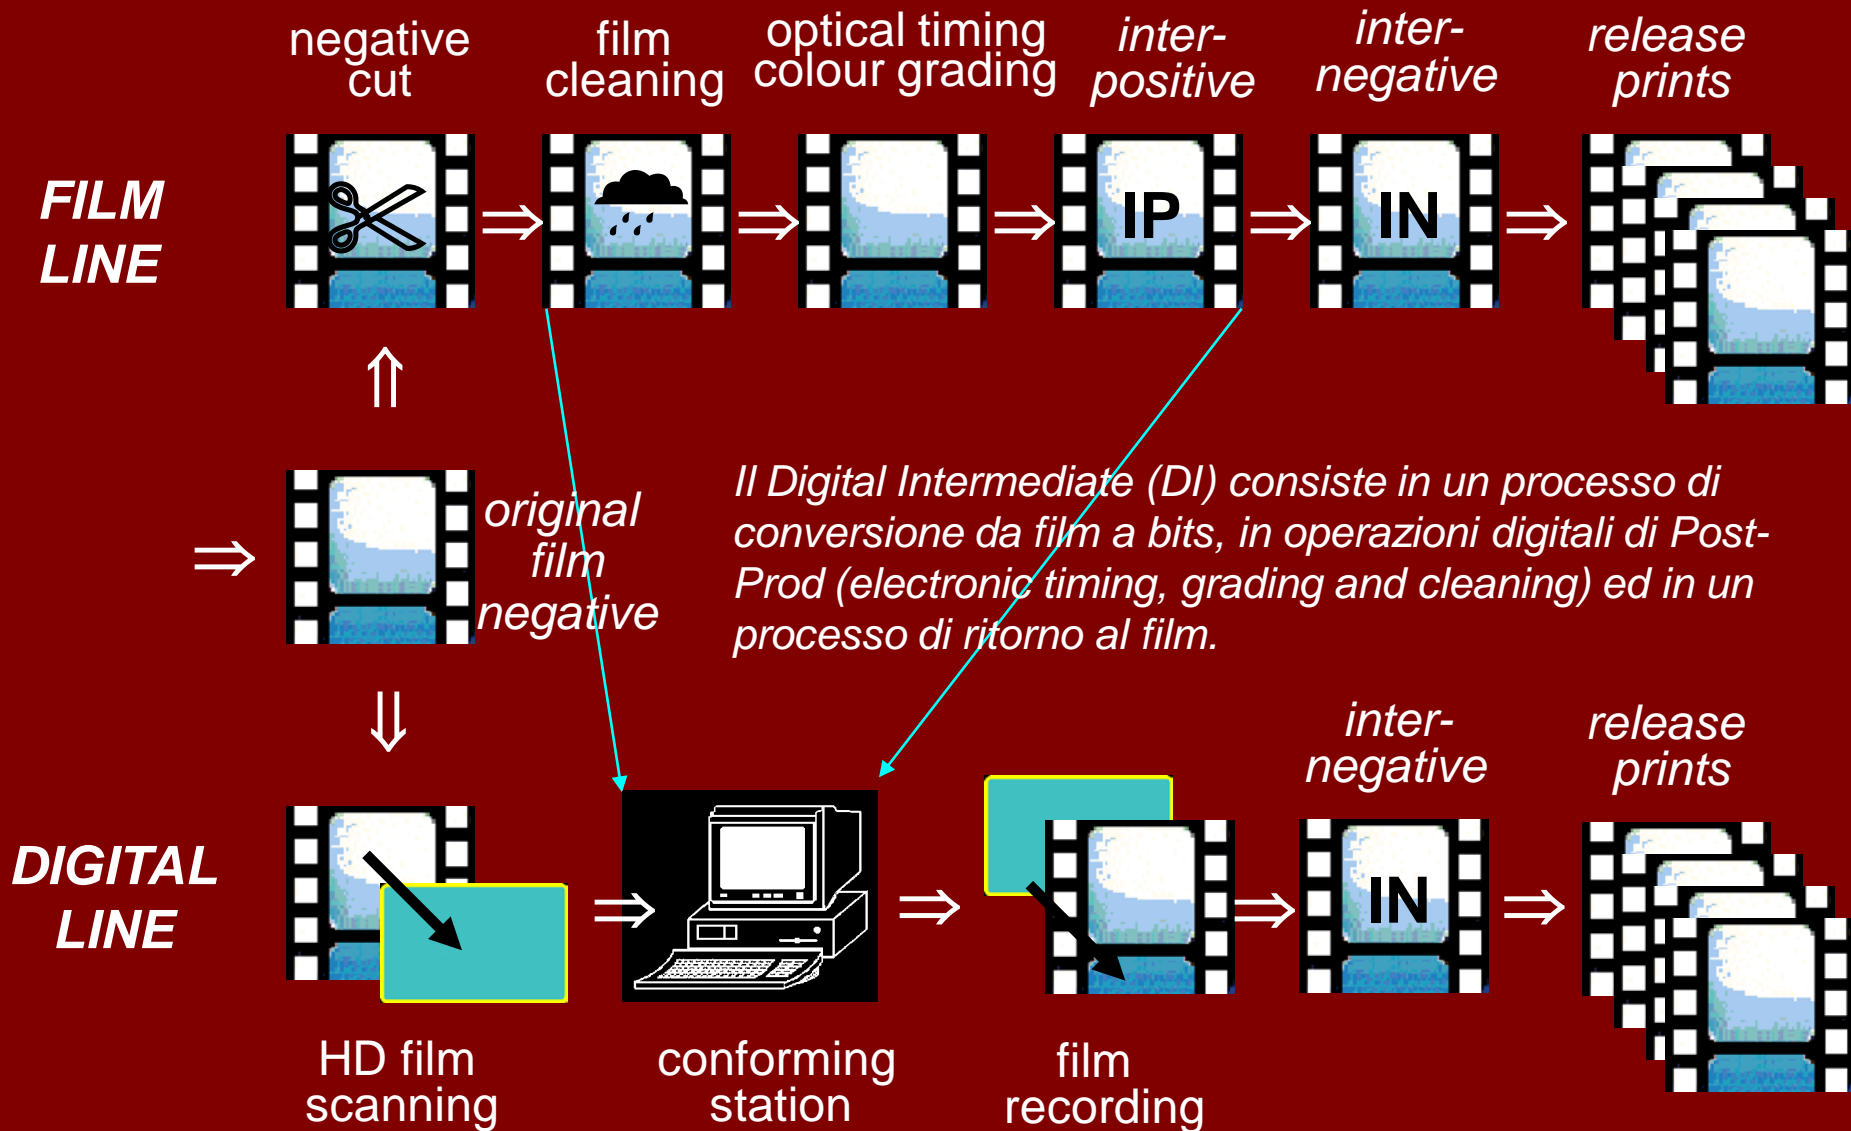 negative
cut
film
cleaning
optical timing
colour grading
inter-
positive
inter-
negative
release
prints
FILM
LINE
IP
IN
original
film
negative
Il Digital Intermediate (DI) consiste in un processo di
conversione da film a bits, in operazioni digitali di Post-
Prod (electronic timing, grading and cleaning) ed in un
processo di ritorno al film.
inter-
negative
release
prints
DIGITAL
LINE
IN
HD film
scanning
conforming
station
film
recording